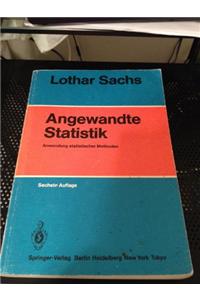 Lothar Sachs
Angewandte
Statistik
Anwendung statistischer Methoden
Sechste Auflage
Springer-Verlag Berlin Heidelberg New York Tokyo